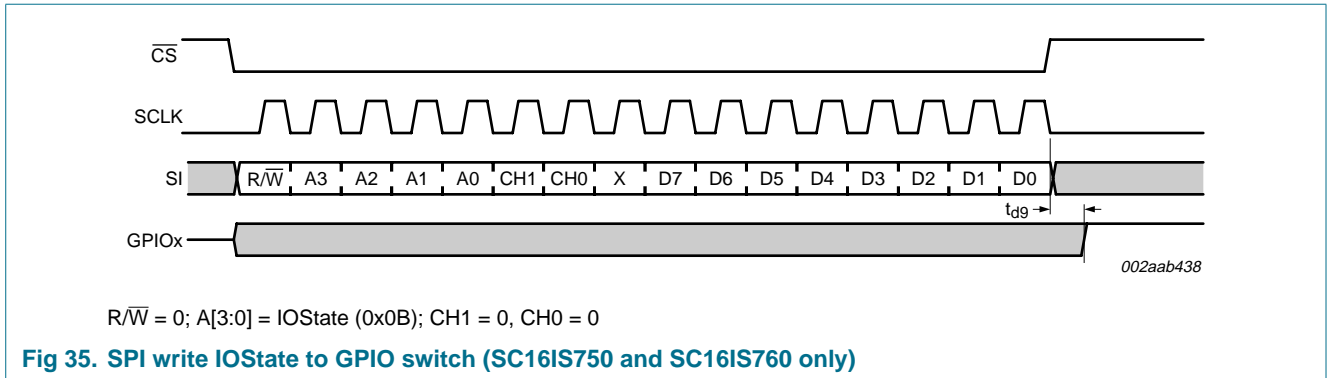 CS
SCLK
SI R/W A3 A2 A1 A0 CH1 CH0 X D7 D6 D5 D4 D3 D2 D1 D0
td9
GPIOx
002aab438
R/W = 0; A[3:0] = IOState (0x0B); CH1 = 0, CH0 = 0
Fig 35. SPI write IOState to GPIO switch (SC16IS750 and SC16IS760 only)